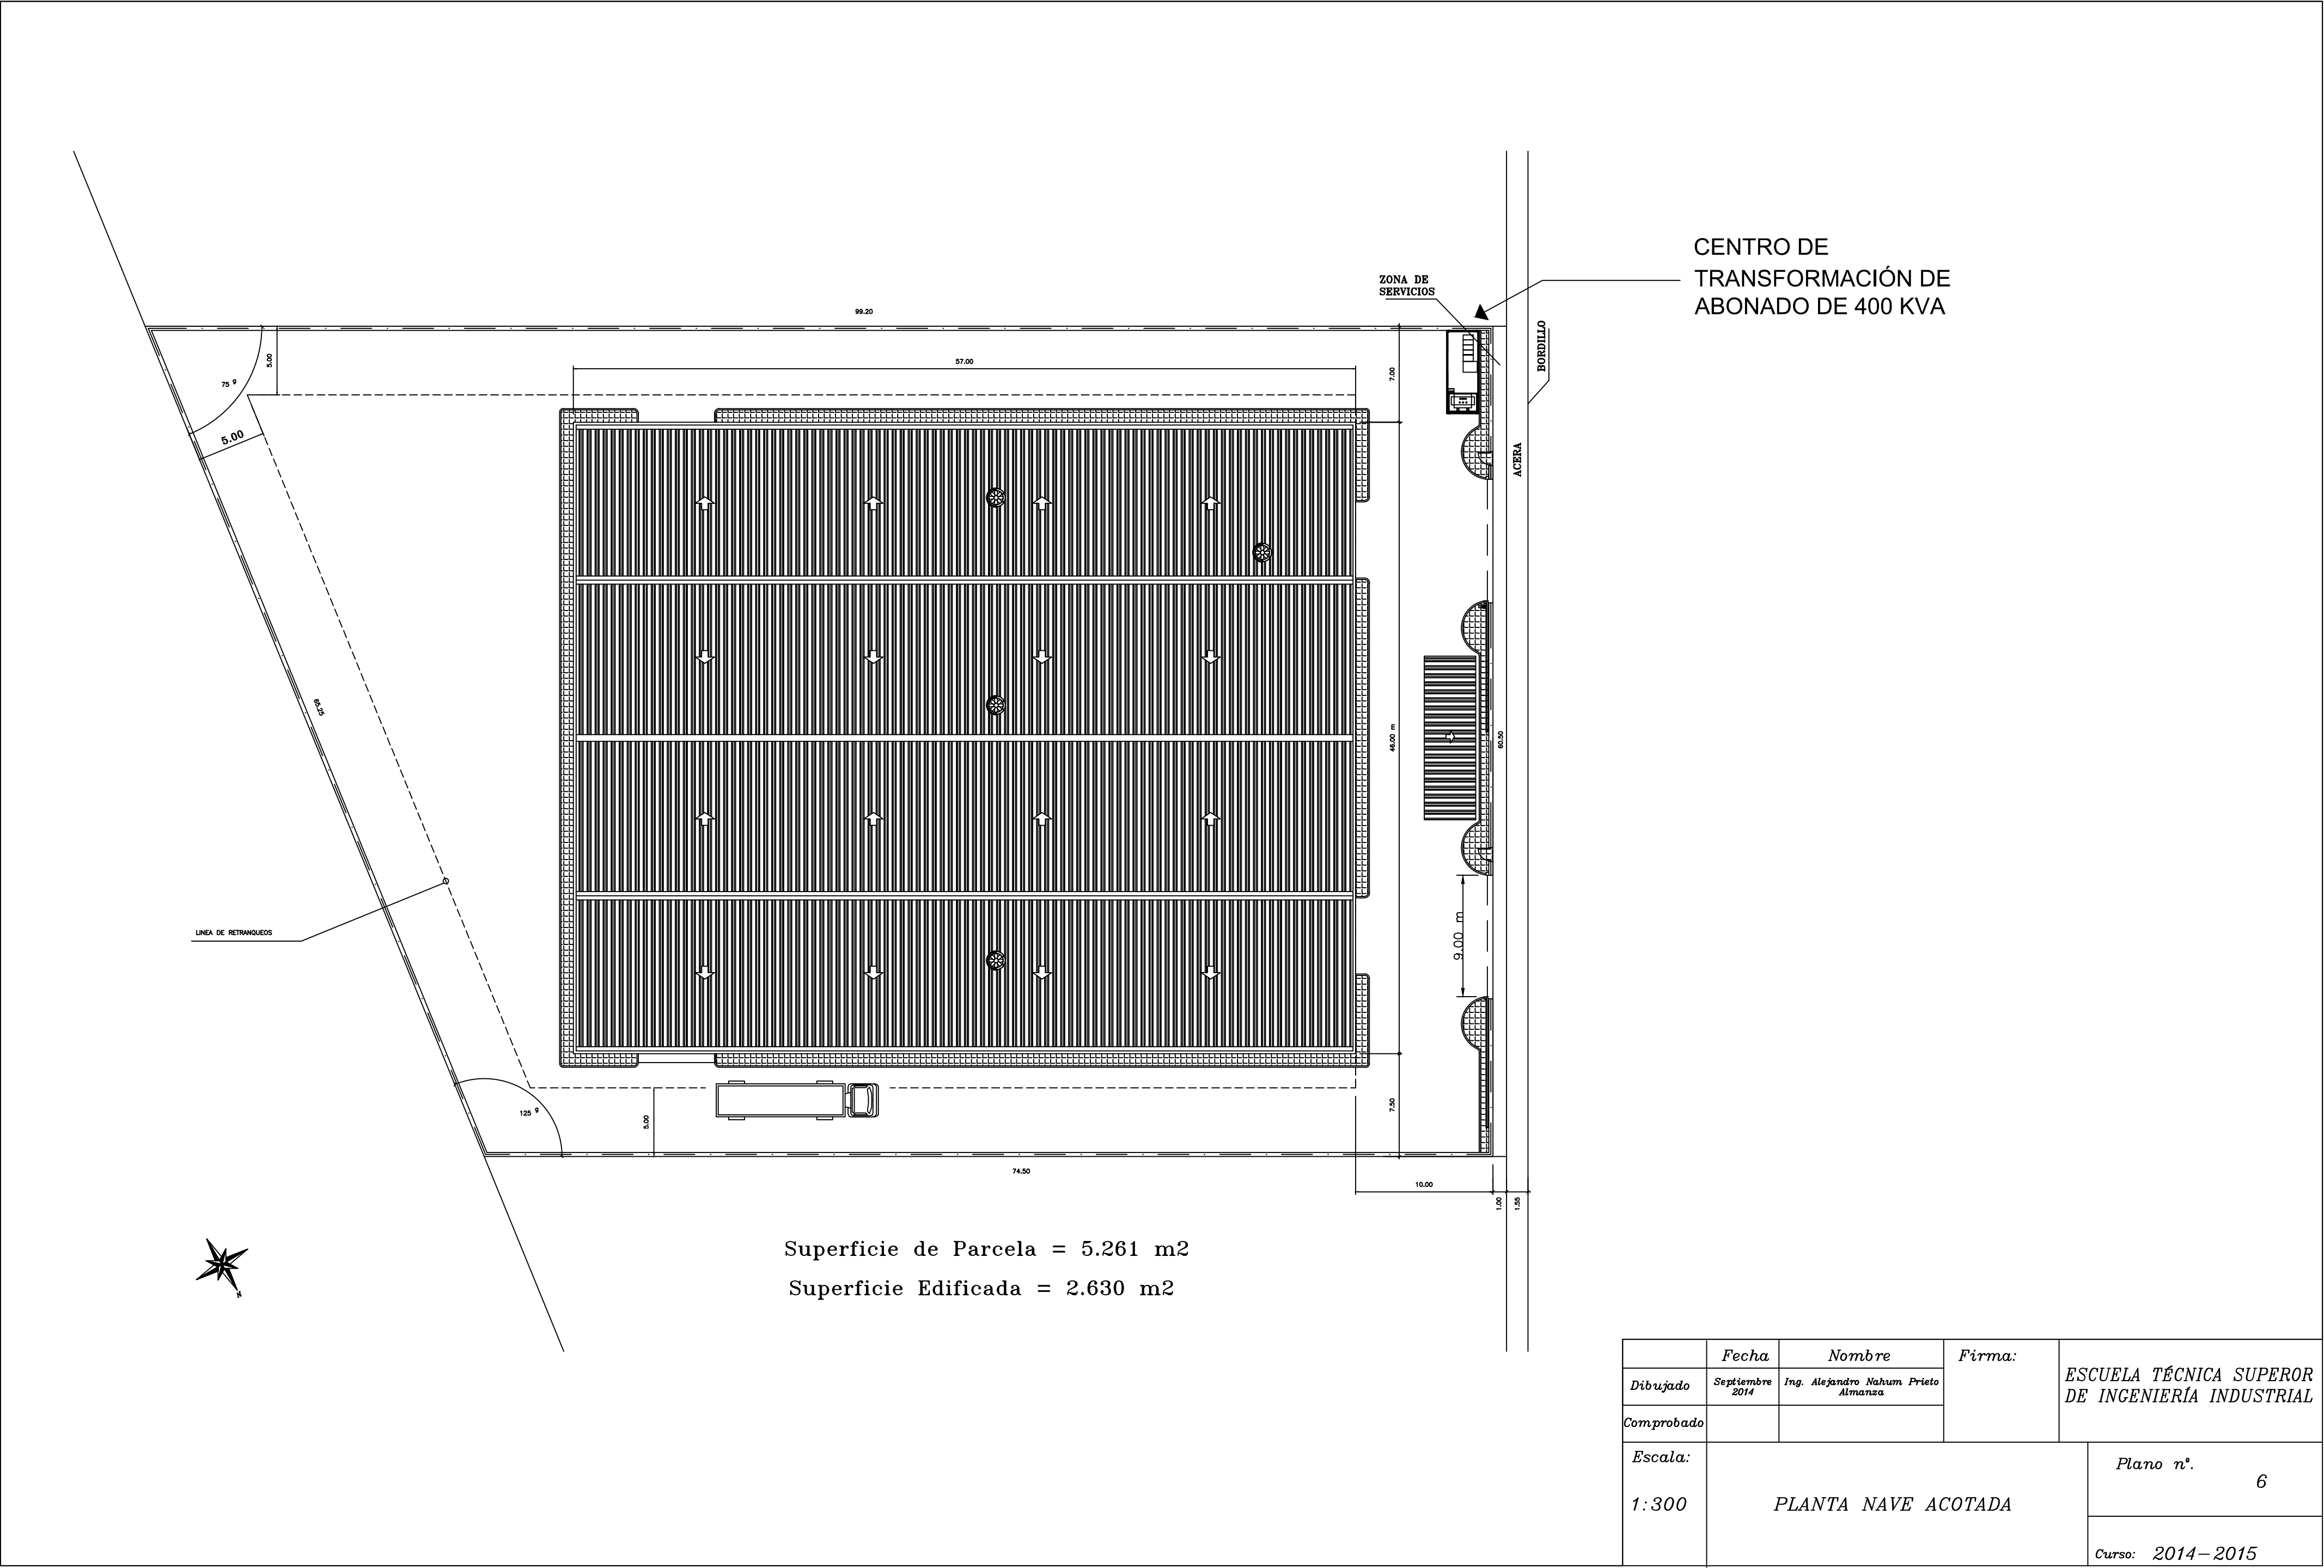 CENTRO DE
TRANSFORMACIÓN DE
ABONADO DE 400 KVA
ZONA DE
SERVICIOS
BORDILLO
ACERA
99.20
57.00
5.00
7.00
75 g
5.00
65.25
46.00 m
60.50
9.00 m
LINEA DE RETRANQUEOS
125 g
5.00
7.50
74.50
10.00
1.00
1.55
N
Superficie de Parcela = 5.261 m2
Superficie Edificada = 2.630 m2
Fecha
Nombre
Firma:
ESCUELA TÉCNICA SUPEROR
DE INGENIERÍA INDUSTRIAL
Dibujado
Septiembre
2014
Ing. Alejandro Nahum Prieto
Almanza
Comprobado
Escala:
1:300
PLANTA NAVE ACOTADA
Plano nº.
6
Curso: 2014-2015